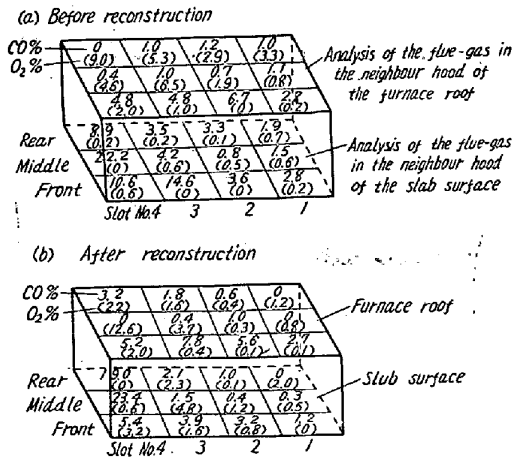 (a) Before reconstruction
CO% 0 1.0 1.2 1.0
O2% (9.0) (5.3) (2.9) (3.3)
0.4 1.0 0.7 1.1
(4.6) (6.5) (1.9) (0.8)
4.8 4.8 6.7 2.8
(2.0) (1.0) (0) (0.2)
Analysis of the flue-gas in
the neighbour hood of
the furnace roof
Rear 8.9 3.5 3.3 1.9
(0.2) (0.2) (0.1) (0.7)
Middle 22.2 4.2 0.8 1.5
(0) (0.6) (0.5) (0.6)
Front 10.6 14.6 3.6 2.8
(0.6) (0) (0) (0.2)
Analysis of the flue-gas
in the neighbour hood
of the slab surface
Slot No.4 3 2 1
(b) After reconstruction
CO% 3.2 1.8 0.6 0
O2% (2.2) (1.6) (0.4) (1.2)
0 0.4 1.0 0
(12.6) (3.7) (0.3) (0.8)
5.2 7.8 5.6 2.7
(2.0) (0.4) (0.1) (0.1)
Furnace roof
Rear 9.0 2.1 1.0 0
(0) (2.3) (0.1) (2.0)
Middle 23.4 1.5 0.4 0.3
(0.6) (4.8) (1.2) (0.5)
Front 5.4 3.9 3.2 1.2
(3.2) (1.6) (0.8) (0)
Slub surface
Slot No.4 3 2 1